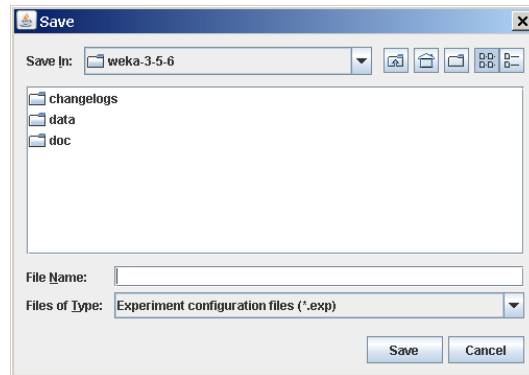 Save
Save In: weka-3-5-6
changelogs
data
doc
File Name:
Files of Type: Experiment configuration files (*.exp)
Save Cancel